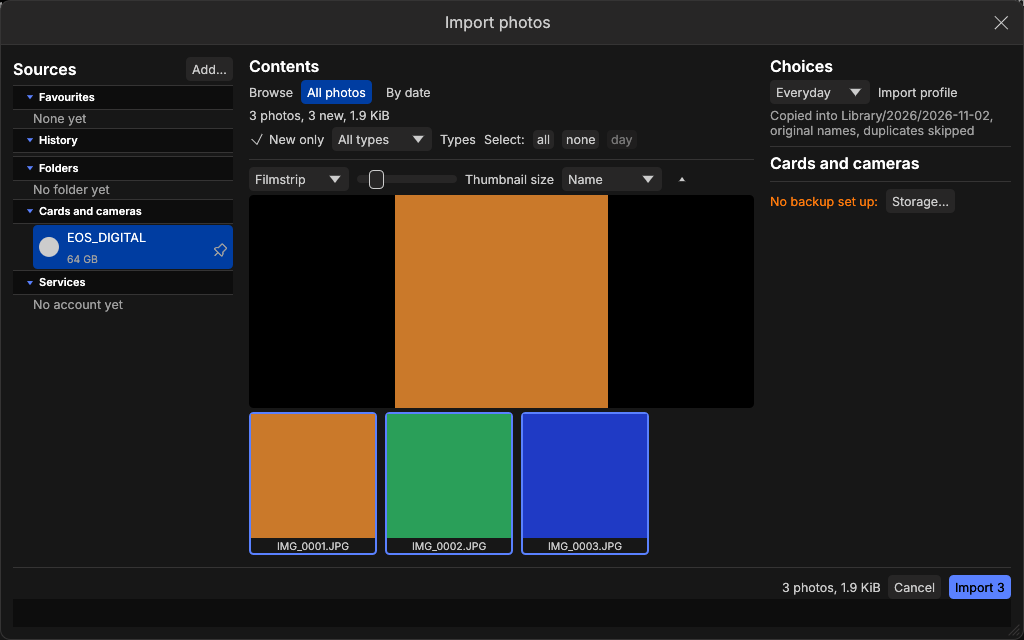 Import photos
Sources
Add...
Favourites
None yet
History
Folders
No folder yet
Cards and cameras
EOS_DIGITAL
64 GB
Services
No account yet
Contents
Browse All photos By date
3 photos, 3 new, 1.9 KiB
New only All types Types Select: all none day
Filmstrip Thumbnail size Name
IMG_0001.JPG IMG_0002.JPG IMG_0003.JPG
Choices
Everyday Import profile
Copied into Library/2026/2026-11-02,
original names, duplicates skipped
Cards and cameras
No backup set up: Storage...
3 photos, 1.9 KiB Cancel Import 3